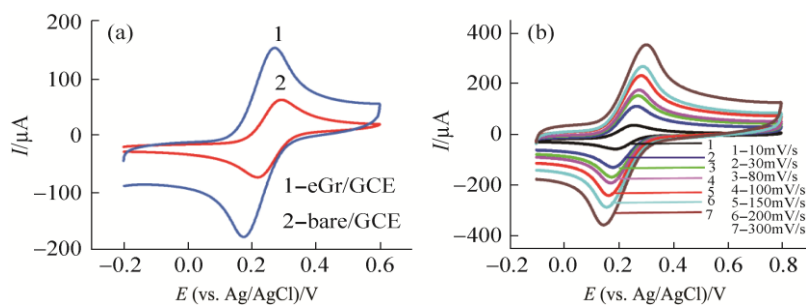 (a)
1
2
1-eGr/GCE
2-bare/GCE
200
100
0
-100
-200
I/μA
-0.2 0.0 0.2 0.4 0.6
E (vs. Ag/AgCl)/V
(b)
400
200
0
-200
-400
I/μA
1 1-10mV/s
2 2-30mV/s
3 3-80mV/s
4 4-100mV/s
5 5-150mV/s
6 6-200mV/s
7 7-300mV/s
-0.2 0.0 0.2 0.4 0.6 0.8
E (vs. Ag/AgCl)/V